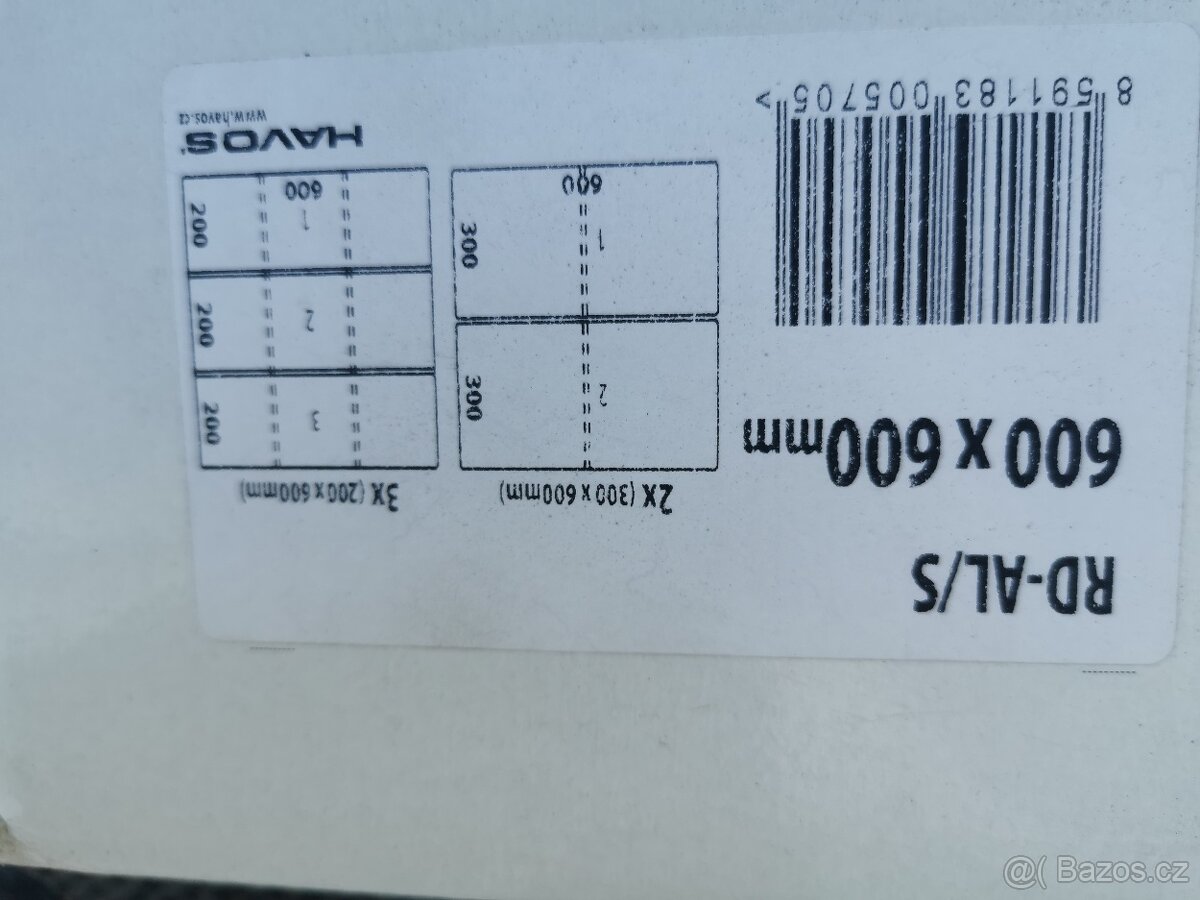 RD-AL/S
600 x 600mm
8 591183 005705 >
2X (300 x 600mm)
2
300
1
300
600
3X (200 x 600mm)
3
200
2
200
1
200
600
HAVOS®
www.havos.cz
@( Bazos.cz